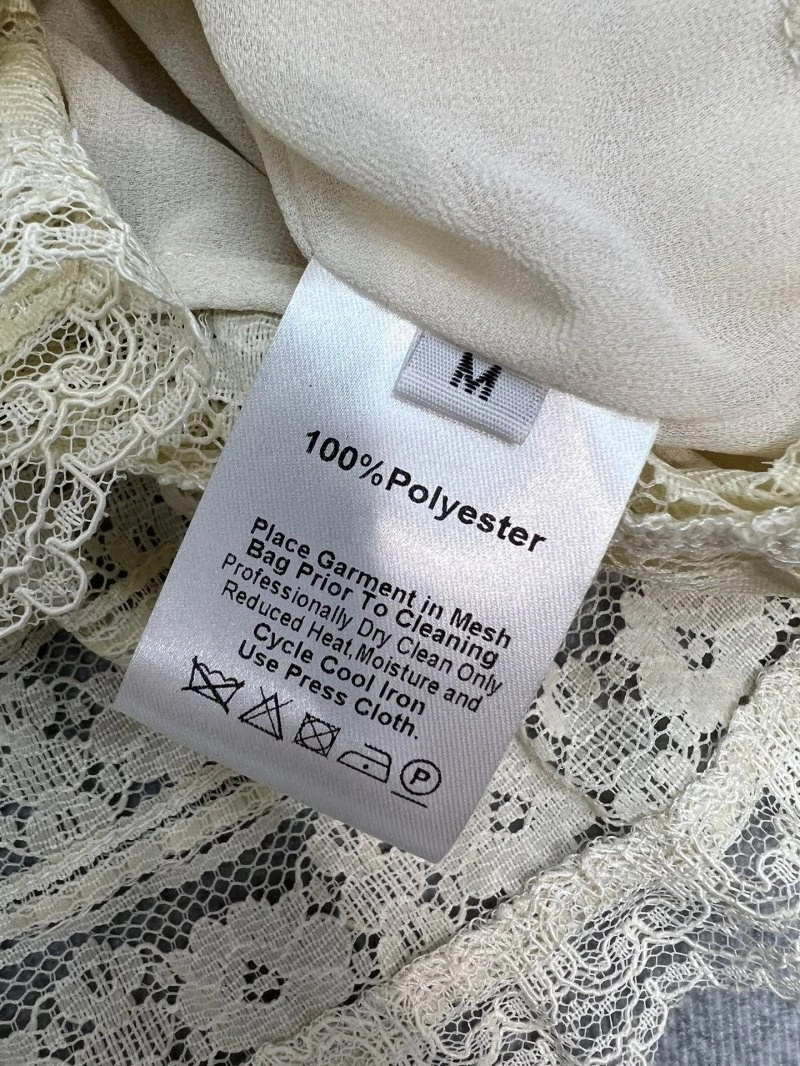 M
100%Polyester
Place Garment in Mesh
Bag Prior To Cleaning
Professionally Dry Clean Only
Reduced Heat,Moisture and
Cycle Cool Iron
Use Press Cloth.
P